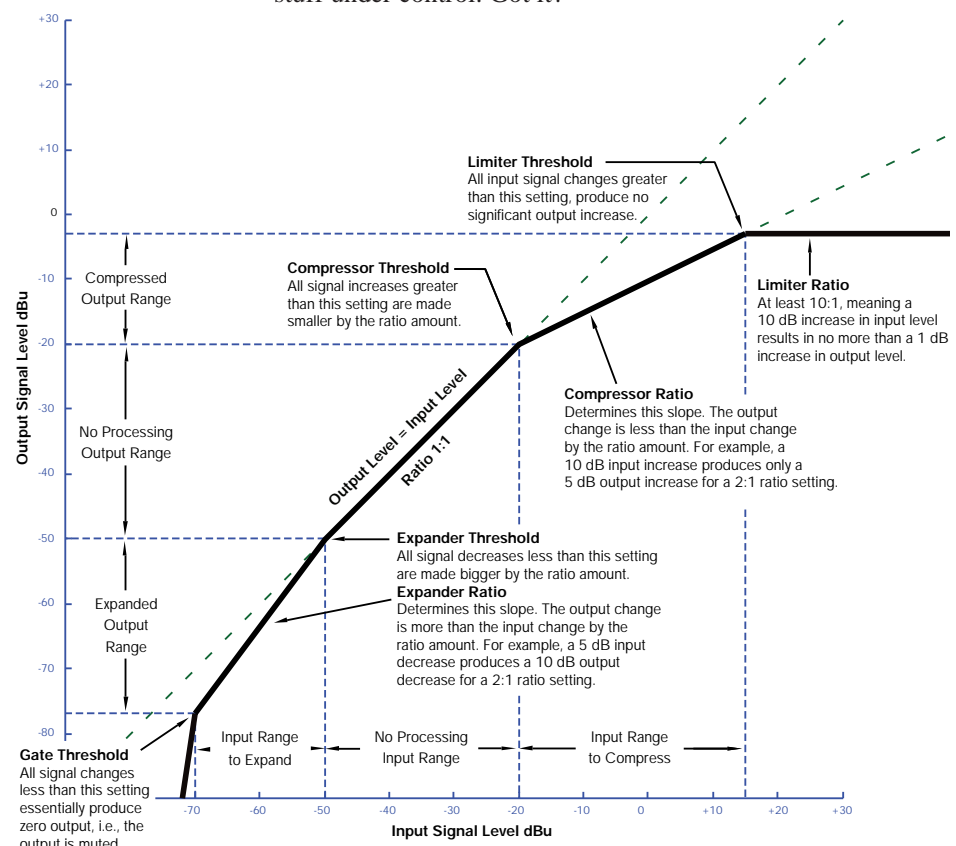 stuff under control. Got it?
+30
+20
+10
0
-10
-20
-30
-40
-50
-60
-70
-80
Output Signal Level dBu
Compressed
Output Range
No Processing
Output Range
Expanded
Output
Range
Limiter Threshold
All input signal changes greater
than this setting, produce no
significant output increase.
Compressor Threshold
All signal increases greater
than this setting are made
smaller by the ratio amount.
Limiter Ratio
At least 10:1, meaning a
10 dB increase in input level
results in no more than a 1 dB
increase in output level.
Compressor Ratio
Determines this slope. The output
change is less than the input change
by the ratio amount. For example, a
10 dB input increase produces only a
5 dB output increase for a 2:1 ratio setting.
Output Level = Input Level
Ratio 1:1
Expander Threshold
All signal decreases less than this setting
are made bigger by the ratio amount.
Expander Ratio
Determines this slope. The output change
is more than the input change by the
ratio amount. For example, a 5 dB input
decrease produces a 10 dB output
decrease for a 2:1 ratio setting.
Gate Threshold
All signal changes
less than this setting
essentially produce
zero output, i.e., the
output is muted
Input Range
to Expand
No Processing
Input Range
Input Range
to Compress
-70
-60
-50
-40
-30
-20
-10
0
+10
+20
+30
Input Signal Level dBu